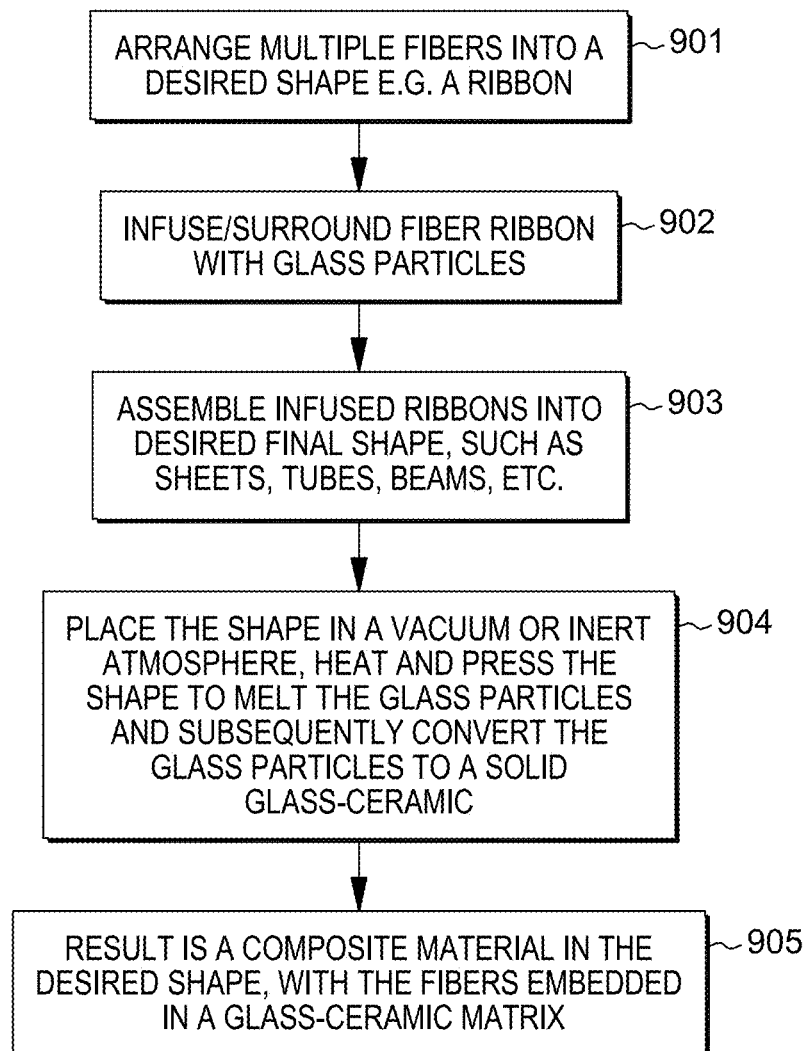 ARRANGE MULTIPLE FIBERS INTO A
DESIRED SHAPE E.G. A RIBBON
901
INFUSE/SURROUND FIBER RIBBON
WITH GLASS PARTICLES
902
ASSEMBLE INFUSED RIBBONS INTO
DESIRED FINAL SHAPE, SUCH AS
SHEETS, TUBES, BEAMS, ETC.
903
PLACE THE SHAPE IN A VACUUM OR INERT
ATMOSPHERE, HEAT AND PRESS THE
SHAPE TO MELT THE GLASS PARTICLES
AND SUBSEQUENTLY CONVERT THE
GLASS PARTICLES TO A SOLID
GLASS-CERAMIC
904
RESULT IS A COMPOSITE MATERIAL IN THE
DESIRED SHAPE, WITH THE FIBERS EMBEDDED
IN A GLASS-CERAMIC MATRIX
905